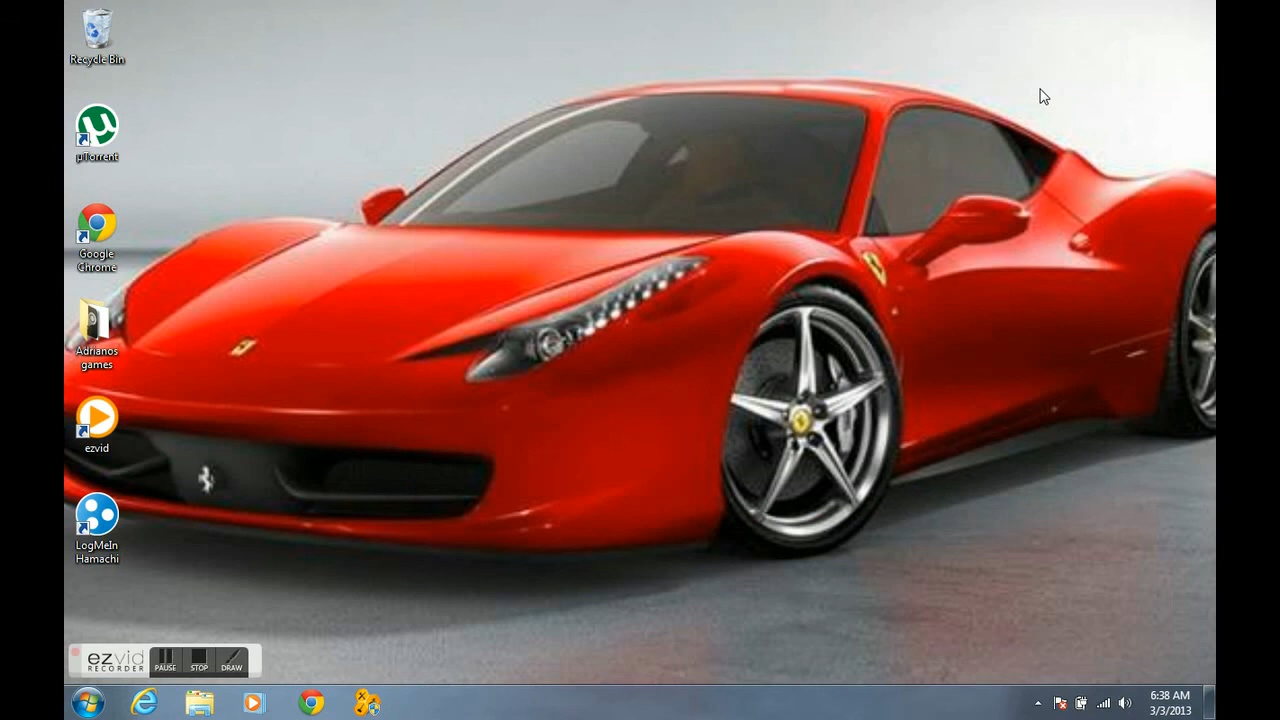 Recycle Bin
µTorrent
Google
Chrome
Adrianos
games
ezvid
LogMeIn
Hamachi
ezvid
RECORDER
PAUSE
STOP
DRAW
6:38 AM
3/3/2013